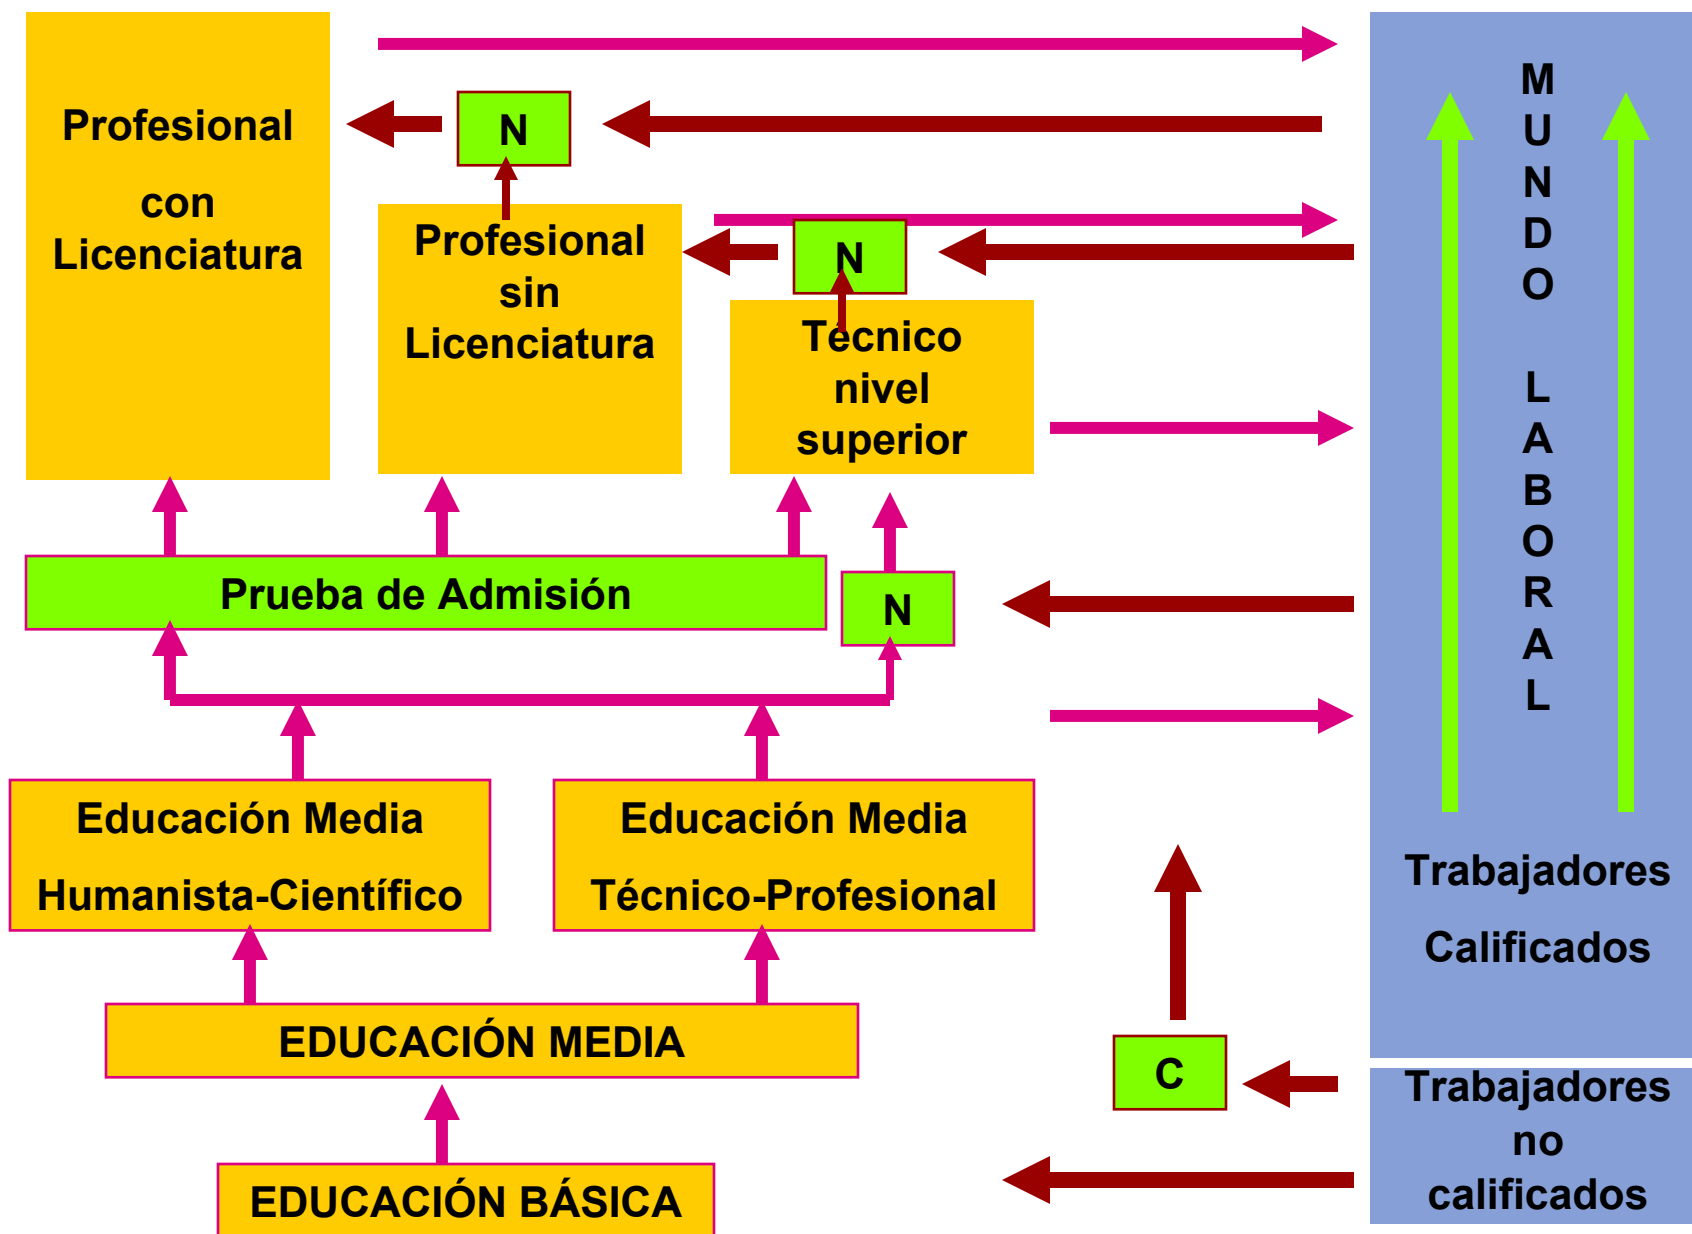 Profesional
con
Licenciatura
N
Profesional
sin
Licenciatura
N
Técnico
nivel
superior
Prueba de Admisión
N
Educación Media
Humanista-Científico
Educación Media
Técnico-Profesional
EDUCACIÓN MEDIA
EDUCACIÓN BÁSICA
C
M
U
N
D
O
L
A
B
O
R
A
L
Trabajadores
Calificados
Trabajadores
no
calificados